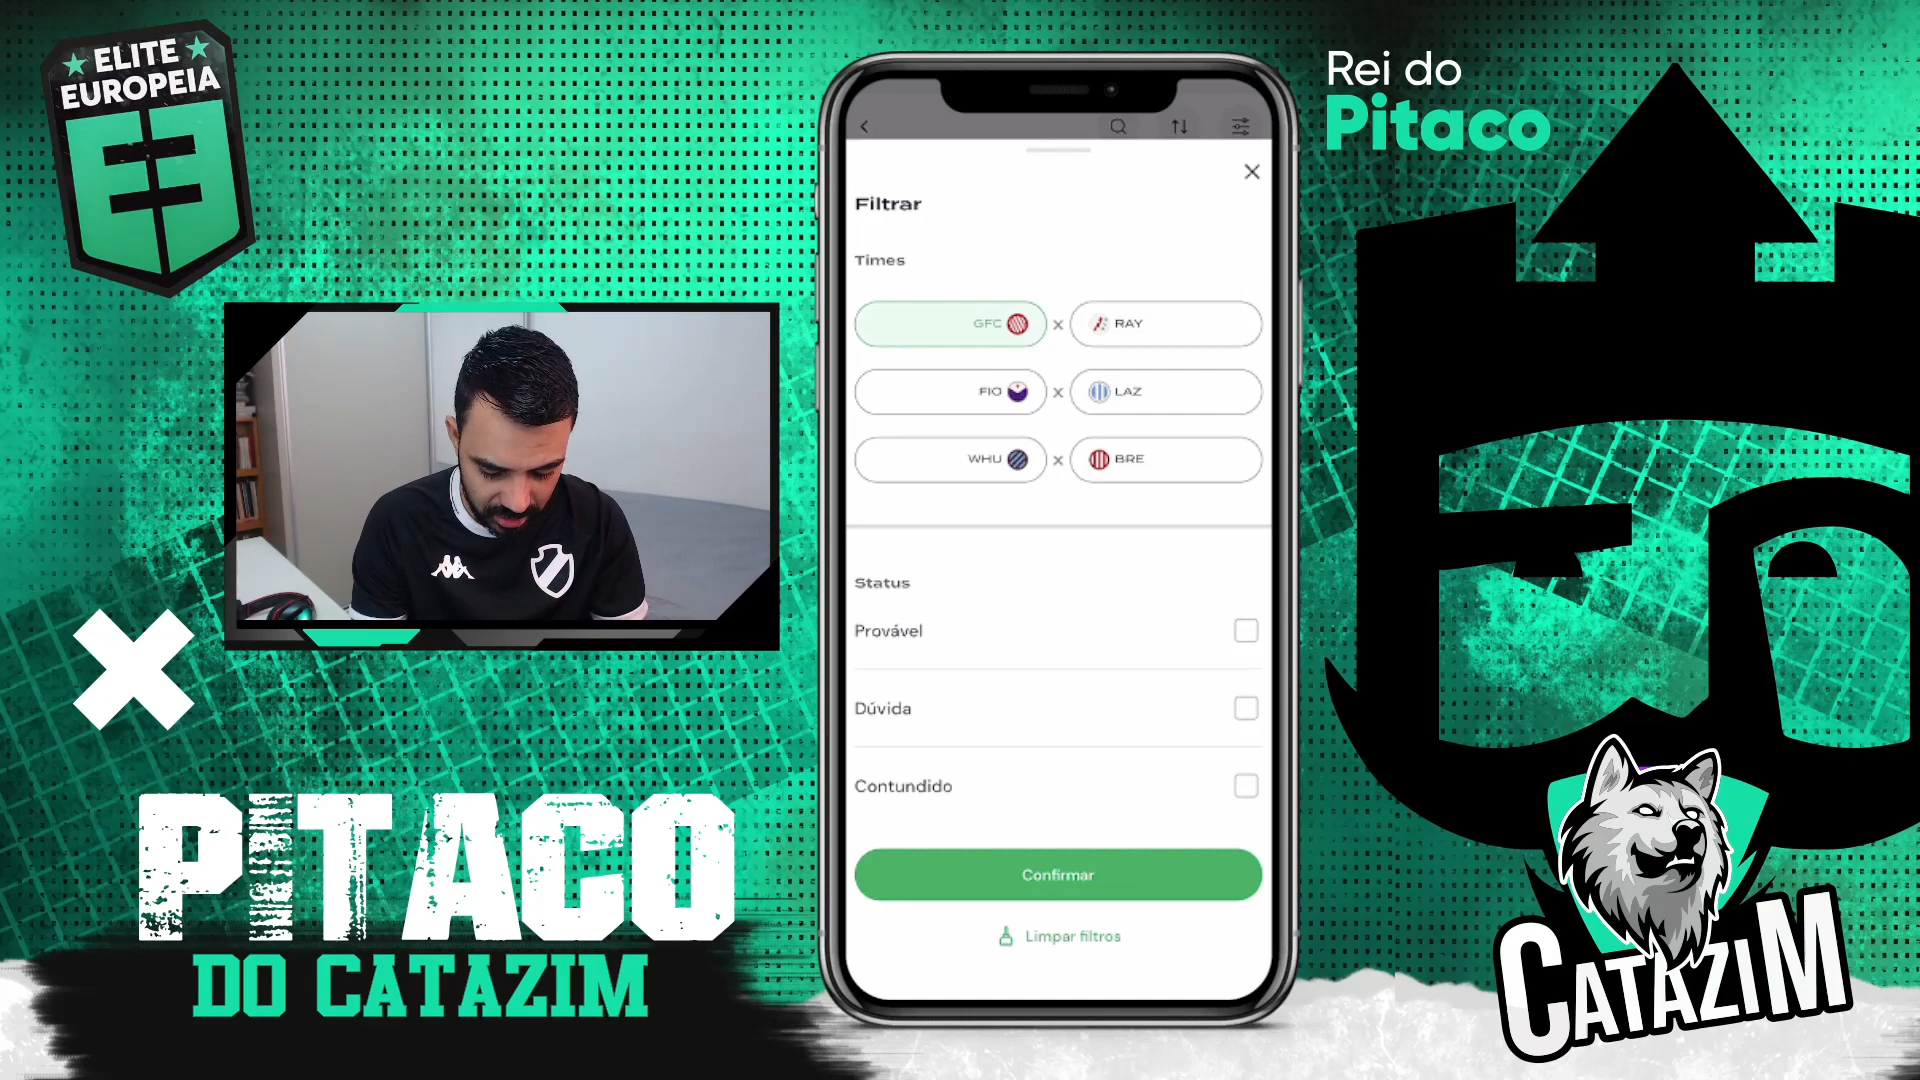 ELITE
EUROPEIA
Rei do
Pitaco
Filtrar
Times
GFC x RAY
FIO x LAZ
WHU x BRE
Status
Provável
Dúvida
Contundido
Confirmar
Limpar filtros
PITACO
DO CATAZIM
CATAZIM